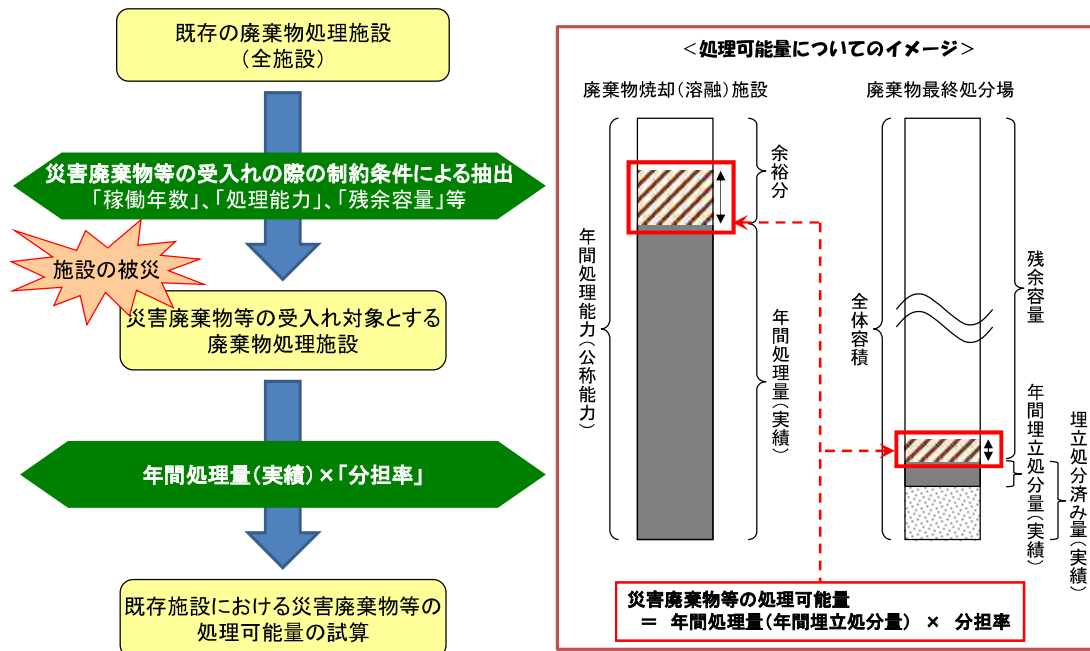 既存の廃棄物処理施設
（全施設）
災害廃棄物等の受入れの際の制約条件による抽出
「稼働年数」、「処理能力」、「残余容量」等
施設の被災
災害廃棄物等の受入れ対象とする
廃棄物処理施設
年間処理量（実績）×「分担率」
既存施設における災害廃棄物等の
処理可能量の試算
＜処理可能量についてのイメージ＞
廃棄物焼却（溶融）施設
年間処理能力（公称能力）
余裕分
年間処理量（実績）
廃棄物最終処分場
全体容積
残余容量
年間埋立処分量（実績）
埋立処分済み量（実績）
災害廃棄物等の処理可能量
＝ 年間処理量（年間埋立処分量） × 分担率